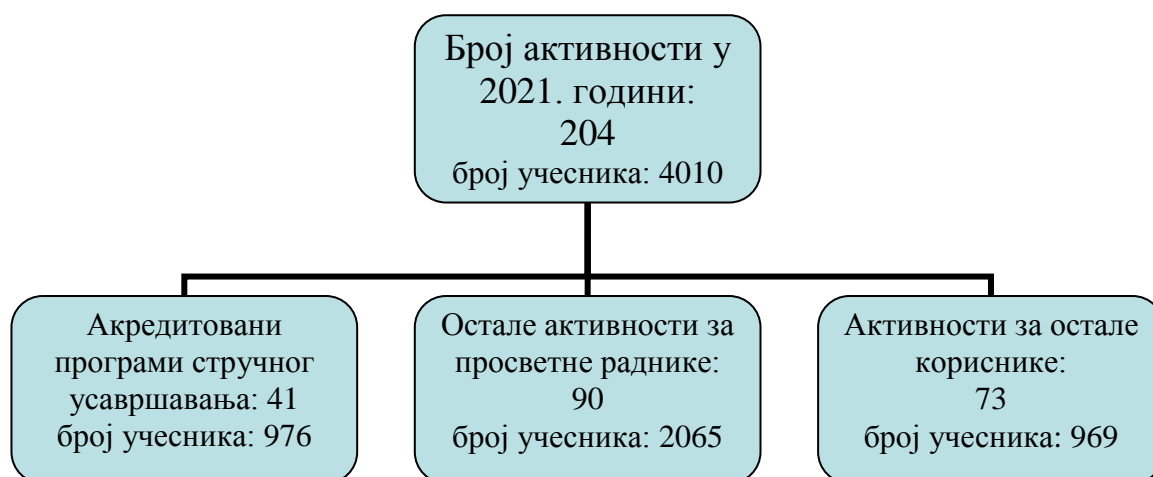 Број активности у
2021. години:
204
број учесника: 4010
Акредитовани
програми стручног
усавршавања: 41
број учесника: 976
Остале активности за
просветне раднике:
90
број учесника: 2065
Активности за остале
кориснике:
73
број учесника: 969